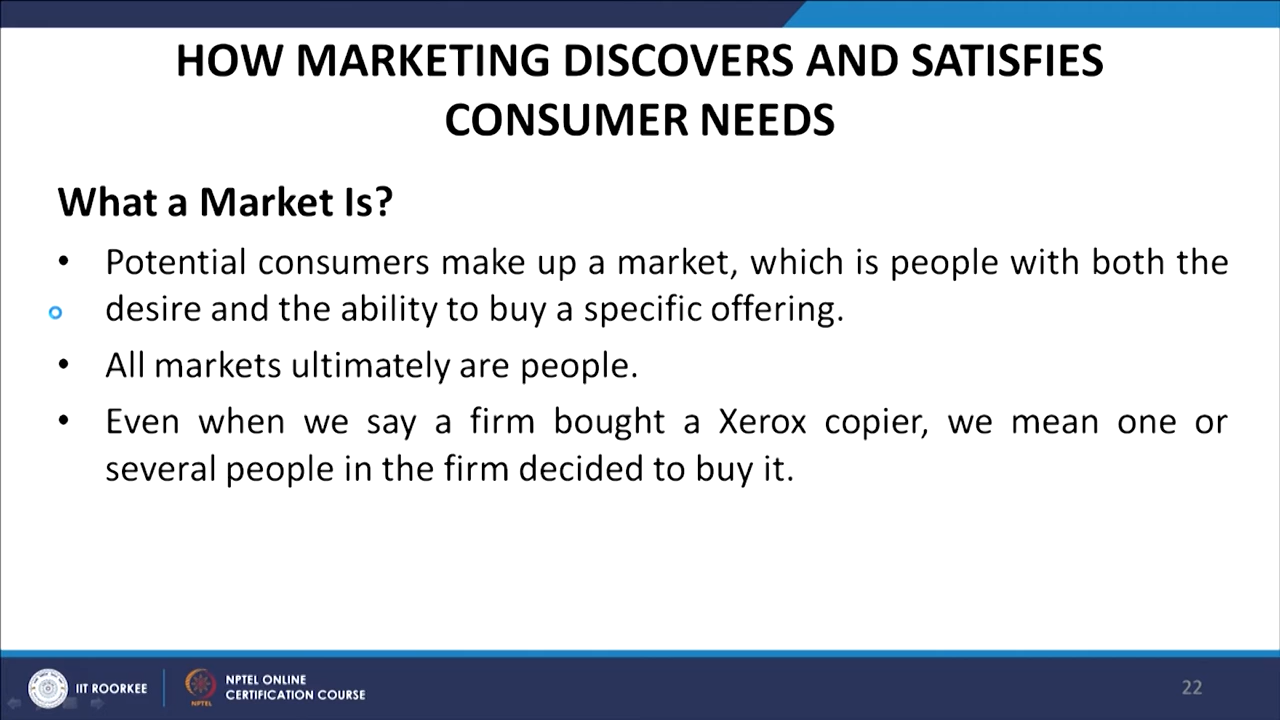 HOW MARKETING DISCOVERS AND SATISFIES
CONSUMER NEEDS
What a Market Is?
• Potential consumers make up a market, which is people with both the
desire and the ability to buy a specific offering.
• All markets ultimately are people.
• Even when we say a firm bought a Xerox copier, we mean one or
several people in the firm decided to buy it.
IIT ROORKEE
NPTEL
NPTEL ONLINE
CERTIFICATION COURSE
22